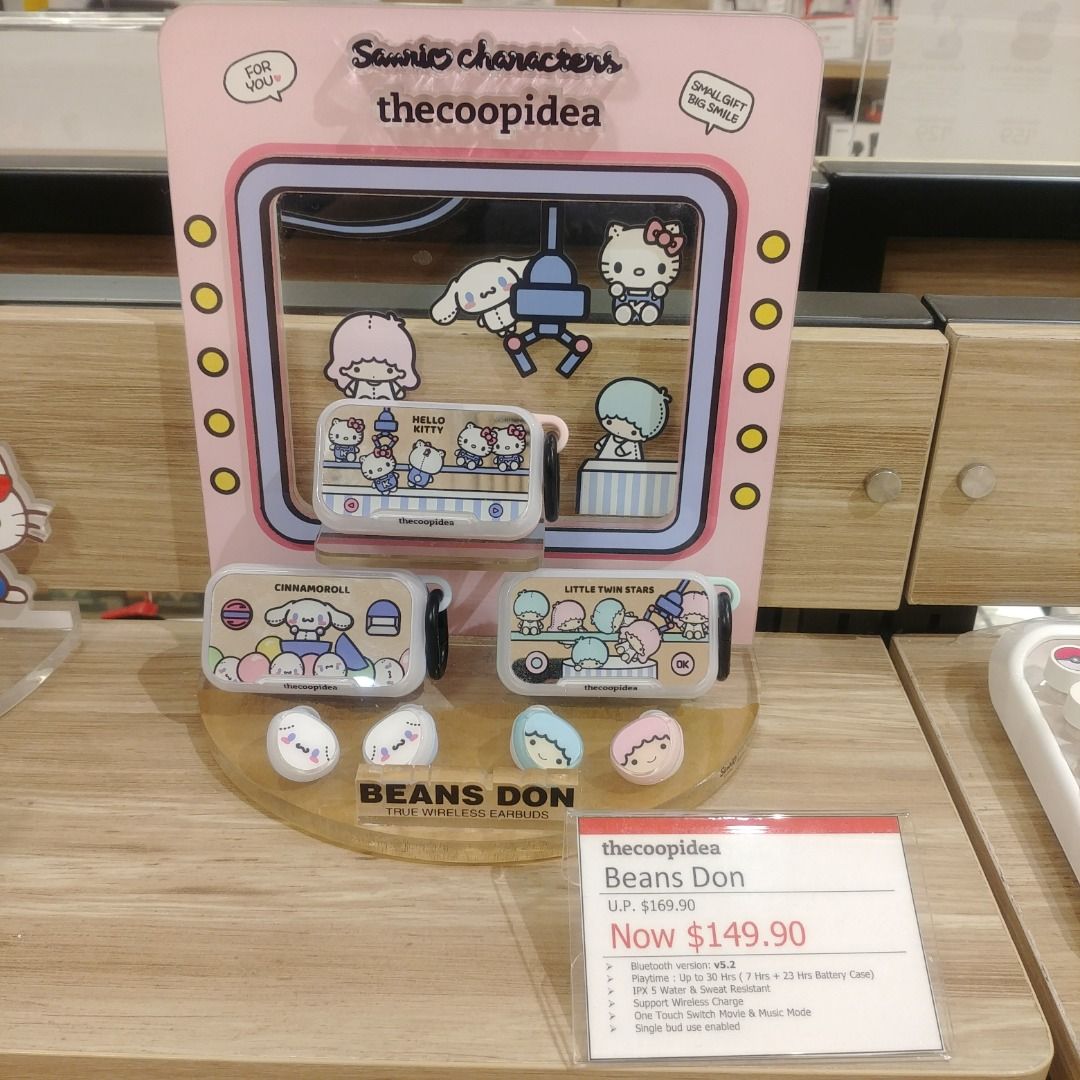 Sanrio characters
thecoopidea
FOR
YOU
SMALL GIFT
BIG SMILE
HELLO
KITTY
thecoopidea
CINNAMOROLL
thecoopidea
LITTLE TWIN STARS
OK
thecoopidea
BEANS DON
TRUE WIRELESS EARBUDS
thecoopidea
Beans Don
U.P. $169.90
Now $149.90
➢ Bluetooth version: v5.2
➢ Playtime : Up to 30 Hrs ( 7 Hrs + 23 Hrs Battery Case)
➢ IPX 5 Water & Sweat Resistant
➢ Support Wireless Charge
➢ One Touch Switch Movie & Music Mode
➢ Single bud use enabled